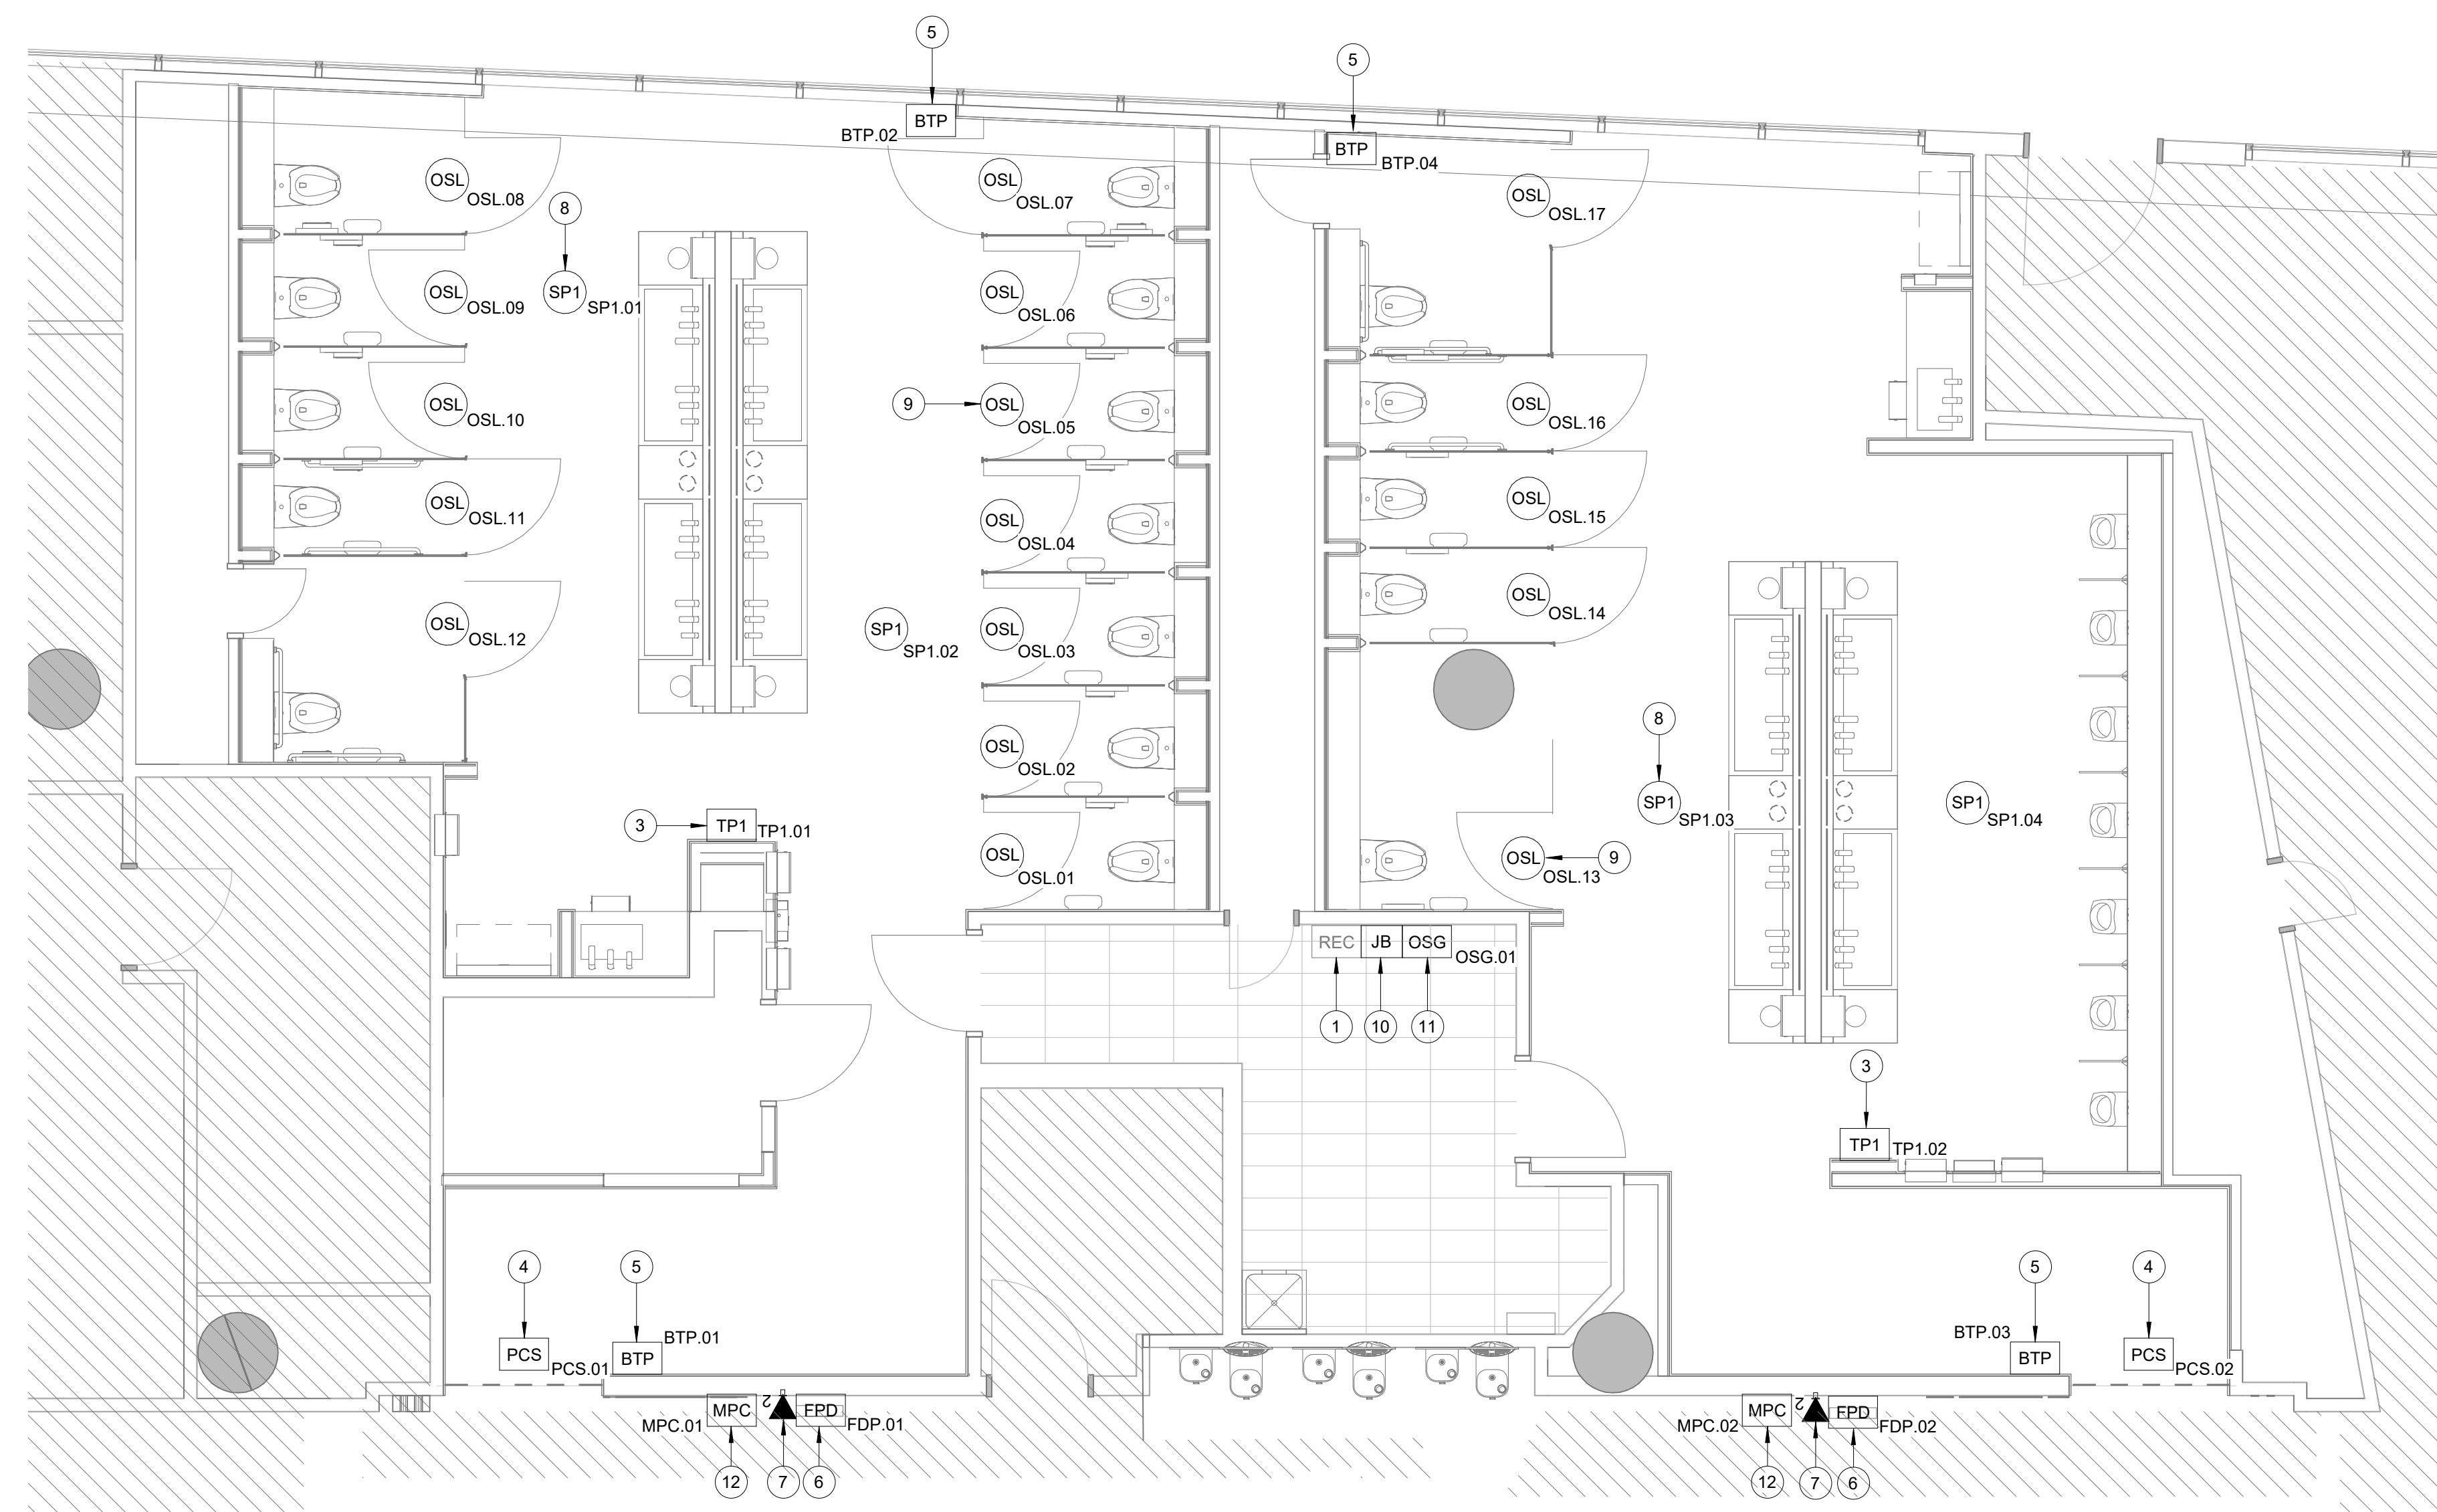 5
5
BTP
BTP.02
BTP
BTP.04
OSL
OSL.08
OSL
OSL.07
OSL
OSL.17
8
OSL
OSL.09
SP1
SP1.01
OSL
OSL.06
OSL
OSL.10
9
OSL
OSL.05
OSL
OSL.16
OSL
OSL.11
OSL
OSL.04
OSL
OSL.15
OSL
OSL.12
SP1
SP1.02
OSL
OSL.03
OSL
OSL.14
OSL
OSL.02
8
3
TP1
TP1.01
SP1
SP1.03
SP1
SP1.04
OSL
OSL.01
OSL
OSL.13
9
REC
JB
OSG
OSG.01
1
10
11
3
TP1
TP1.02
4
5
5
4
PCS
PCS.01
BTP
BTP.01
BTP.03
BTP
PCS
PCS.02
MPC
MPC.01
2
FPD
FDP.01
MPC
MPC.02
2
FPD
FDP.02
12
7
6
12
7
6